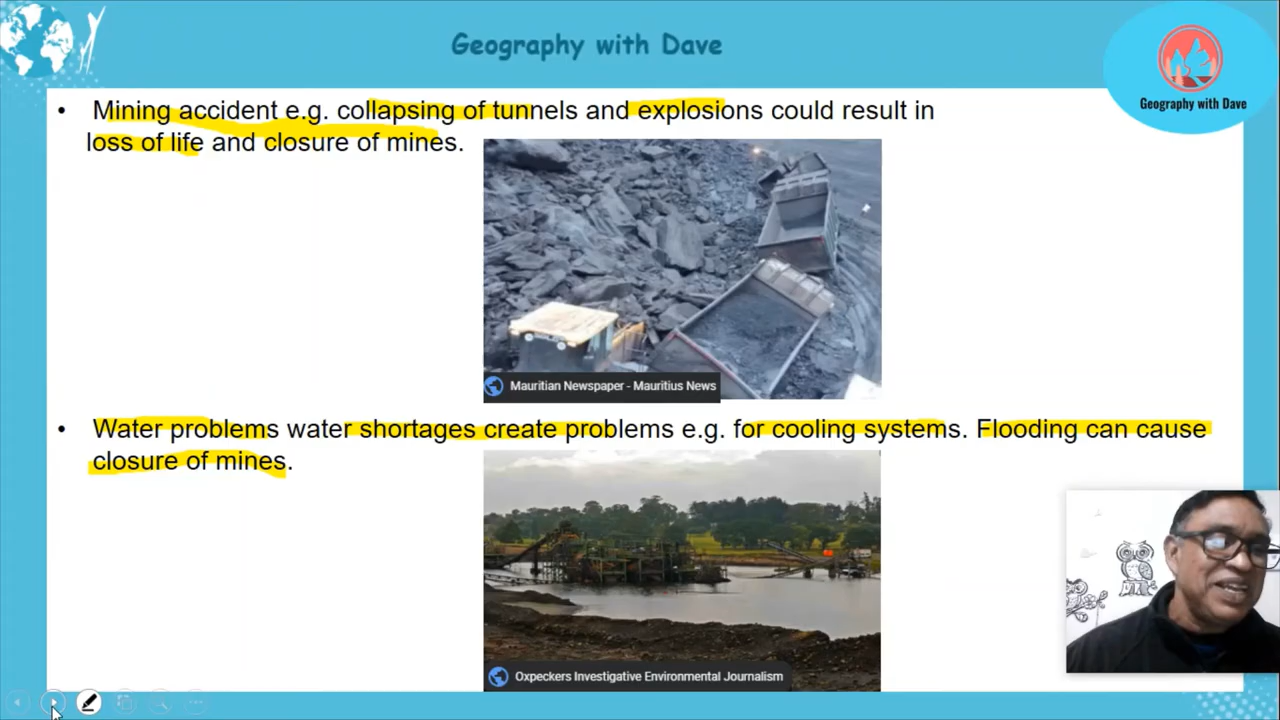 Geography with Dave
Geography with Dave
• Mining accident e.g. collapsing of tunnels and explosions could result in
loss of life and closure of mines.
Mauritian Newspaper - Mauritius News
• Water problems water shortages create problems e.g. for cooling systems. Flooding can cause
closure of mines.
Oxpeckers Investigative Environmental Journalism